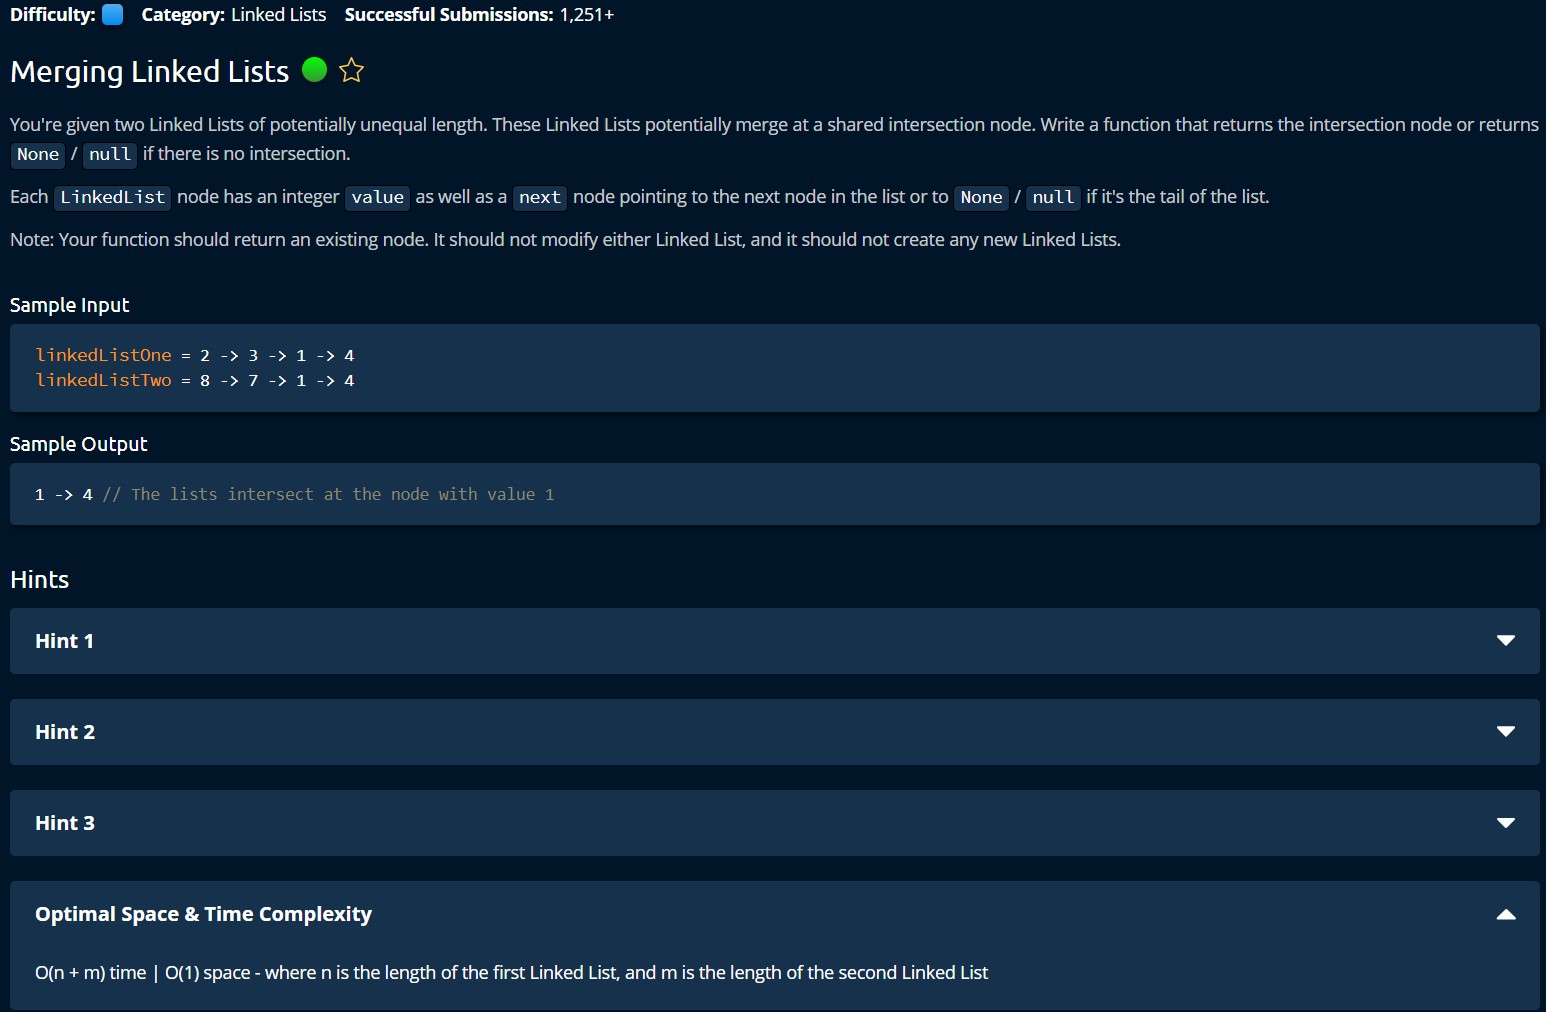 Difficulty: Category: Linked Lists Successful Submissions: 1,251+
Merging Linked Lists
You're given two Linked Lists of potentially unequal length. These Linked Lists potentially merge at a shared intersection node. Write a function that returns the intersection node or returns
None / null if there is no intersection.
Each LinkedList node has an integer value as well as a next node pointing to the next node in the list or to None / null if it's the tail of the list.
Note: Your function should return an existing node. It should not modify either Linked List, and it should not create any new Linked Lists.
Sample Input
linkedListOne = 2 -> 3 -> 1 -> 4
linkedListTwo = 8 -> 7 -> 1 -> 4
Sample Output
1 -> 4 // The lists intersect at the node with value 1
Hints
Hint 1
Hint 2
Hint 3
Optimal Space & Time Complexity
O(n + m) time | O(1) space - where n is the length of the first Linked List, and m is the length of the second Linked List